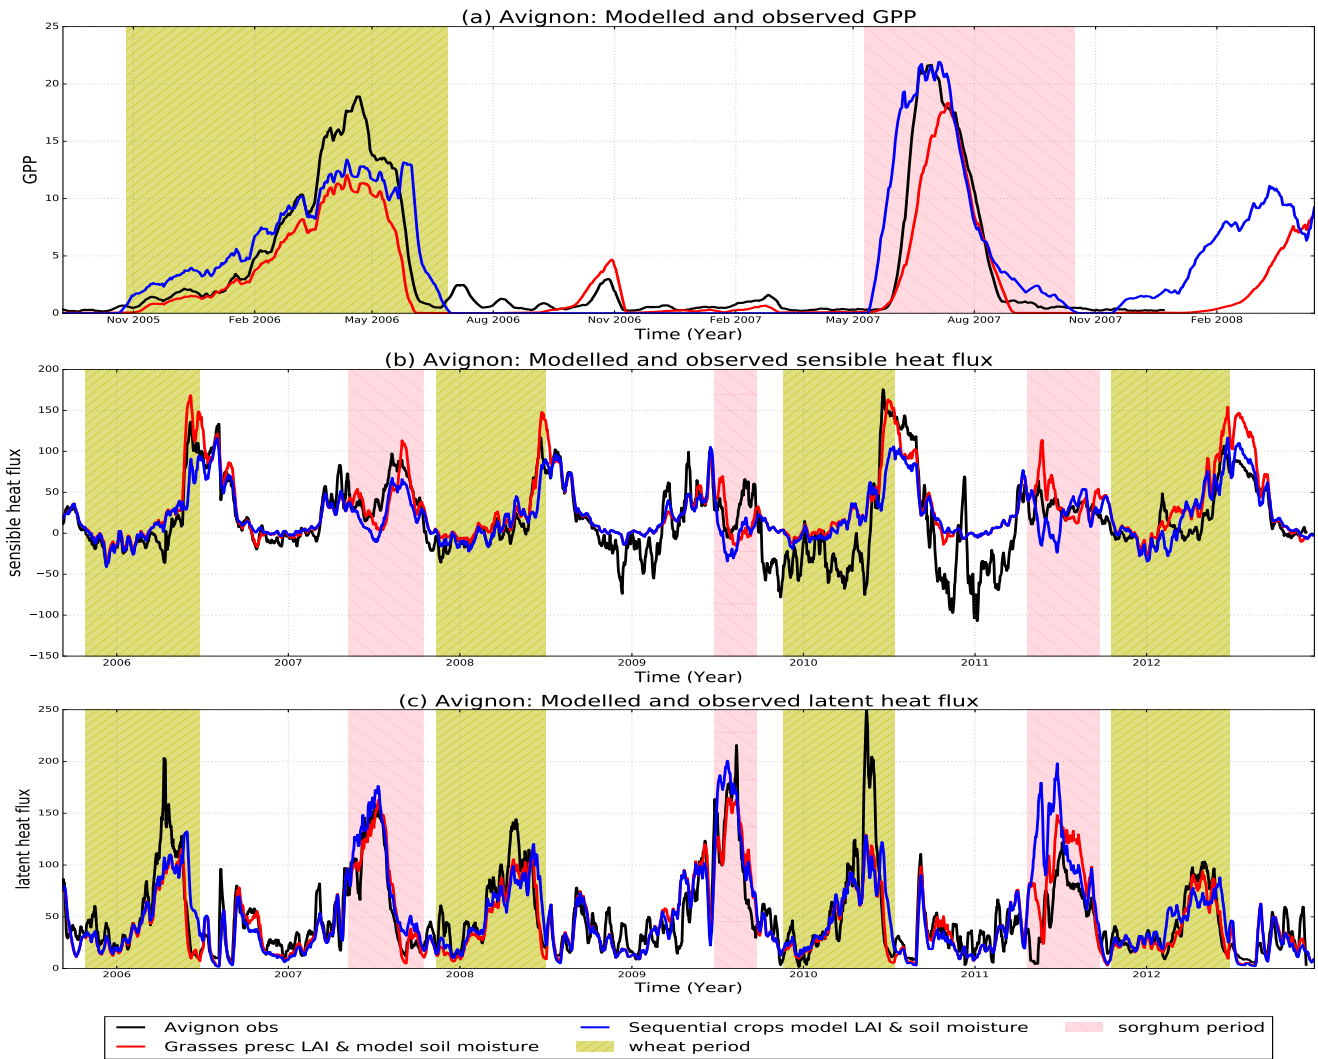 (a) Avignon: Modelled and observed GPP
25
20
15
10
5
0
GPP
Nov 2005 Feb 2006 May 2006 Aug 2006 Nov 2006 Feb 2007 May 2007 Aug 2007 Nov 2007 Feb 2008
Time (Year)
(b) Avignon: Modelled and observed sensible heat flux
200
150
100
50
0
−50
−100
−150
sensible heat flux
2006 2007 2008 2009 2010 2011 2012
Time (Year)
(c) Avignon: Modelled and observed latent heat flux
250
200
150
100
50
0
latent heat flux
2006 2007 2008 2009 2010 2011 2012
Time (Year)
Avignon obs Sequential crops model LAI & soil moisture sorghum period
Grasses presc LAI & model soil moisture wheat period